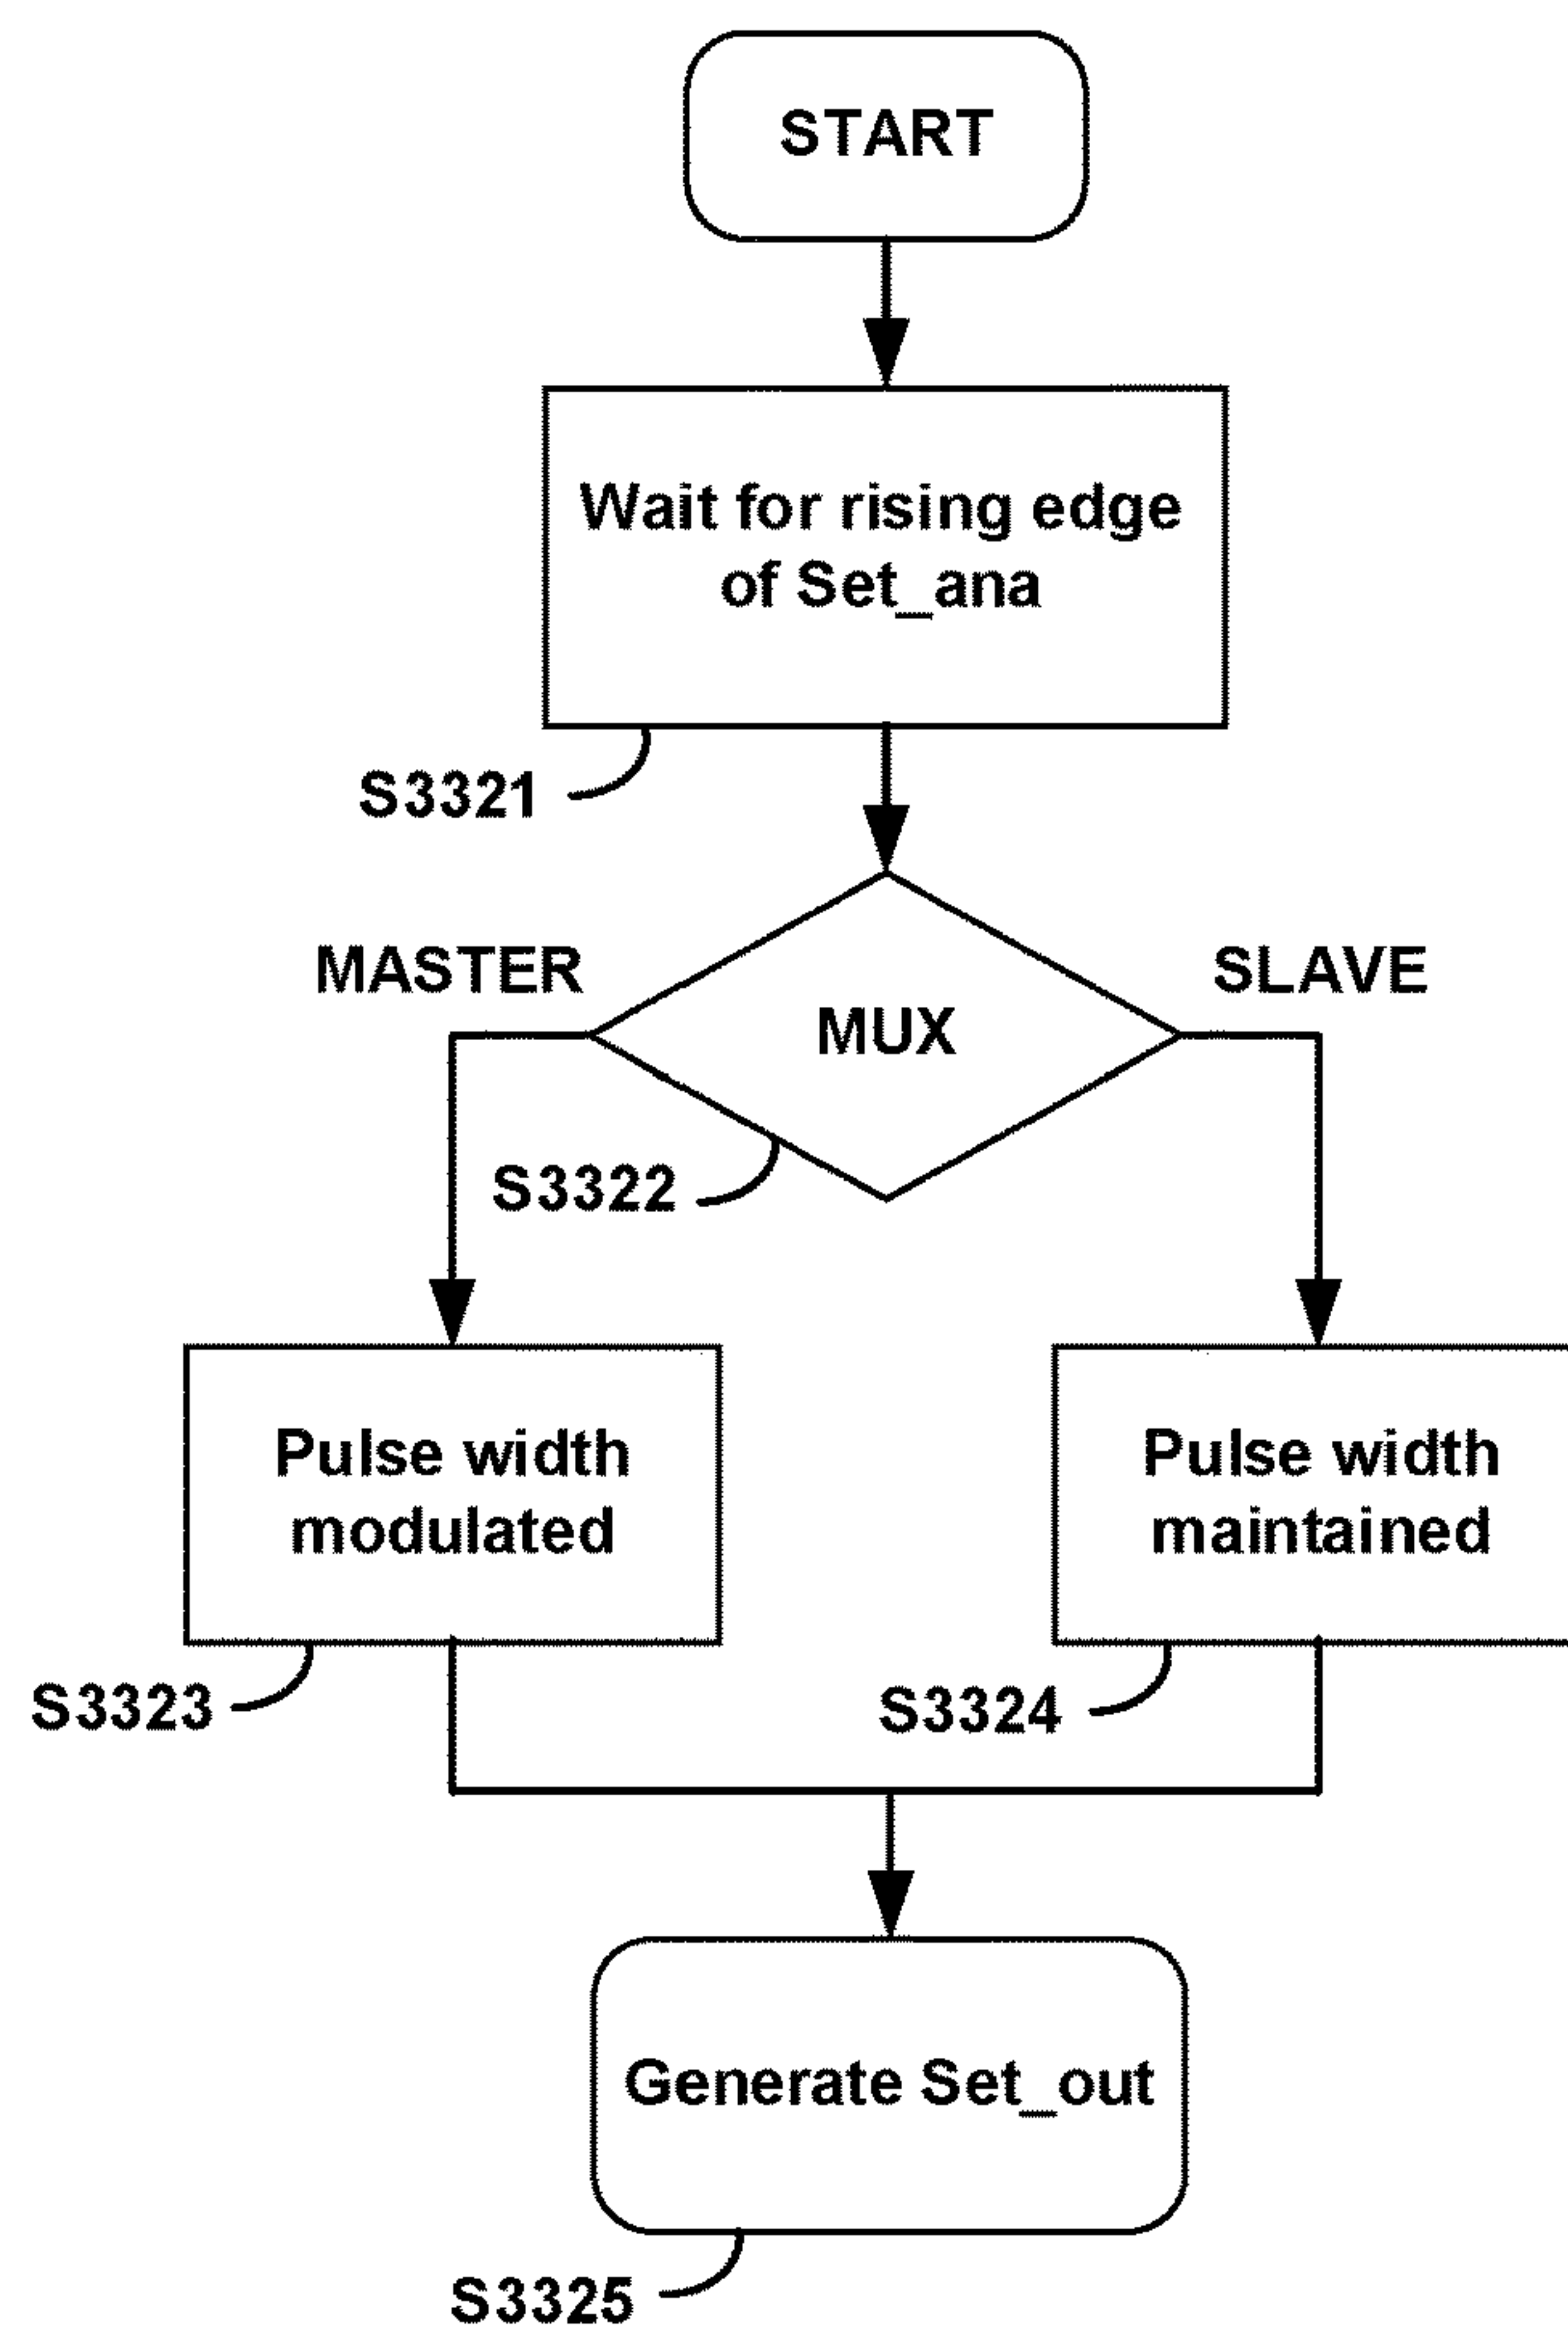 START
Wait for rising edge
of Set_ana
S3321
MASTER
SLAVE
MUX
S3322
Pulse width
modulated
Pulse width
maintained
S3323
S3324
Generate Set_out
S3325